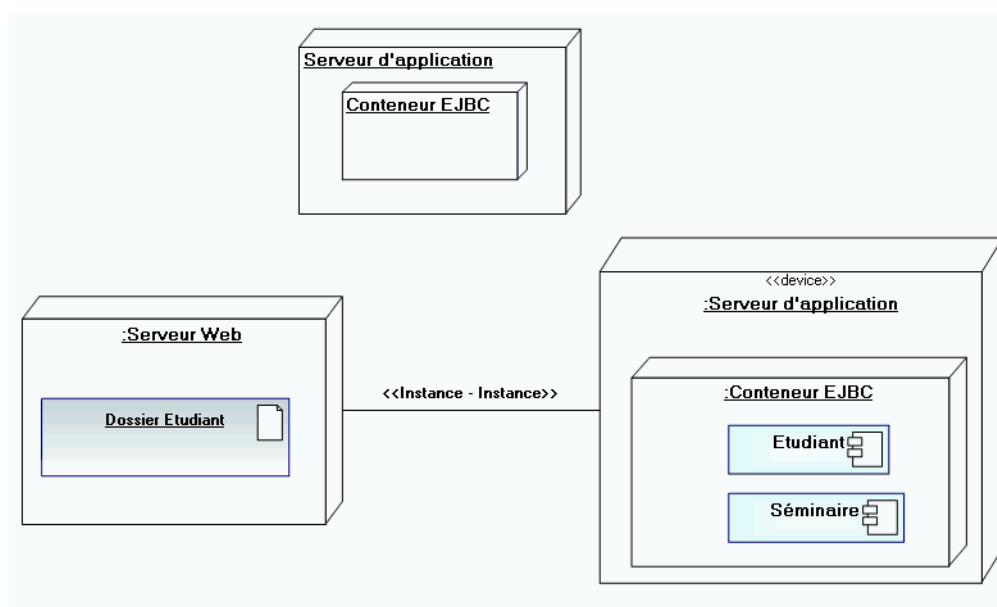 Serveur d'application
Conteneur EJBC
<<device>>
:Serveur d'application
:Serveur Web
<<Instance - Instance>>
:Conteneur EJBC
Dossier Etudiant
Etudiant
Séminaire